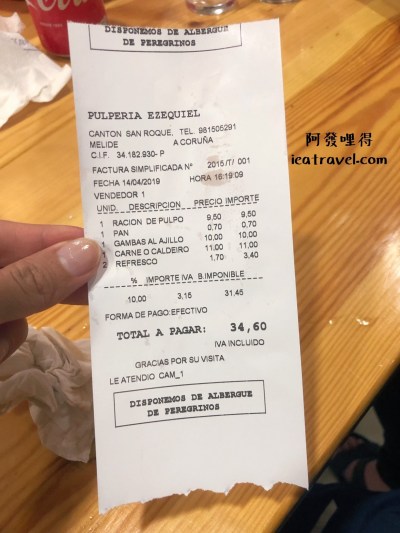 DISPONEMOS DE ALBERGUE
DE PEREGRINOS
PULPERIA EZEQUIEL
CANTON SAN ROQUE, TEL. 981505291
MELIDE A CORUÑA
C.I.F. 34.182.930- P
FACTURA SIMPLIFICADA Nº 2015/T/ 001
FECHA 14/04/2019 HORA 16:19:09
VENDEDOR 1
UNID. DESCRIPCION PRECIO IMPORTE
1 RACION DE PULPO 9,50 9,50
1 PAN 0,70 0,70
1 GAMBAS AL AJILLO 10,00 10,00
1 CARNE O CALDEIRO 11,00 11,00
2 REFRESCO 1,70 3,40
% IMPORTE IVA B.IMPONIBLE
10,00 3,15 31,45
FORMA DE PAGO:EFECTIVO
TOTAL A PAGAR: 34,60
IVA INCLUIDO
GRACIAS POR SU VISITA
LE ATENDIO CAM_1
DISPONEMOS DE ALBERGUE
DE PEREGRINOS
阿發哩得
icatravel.com